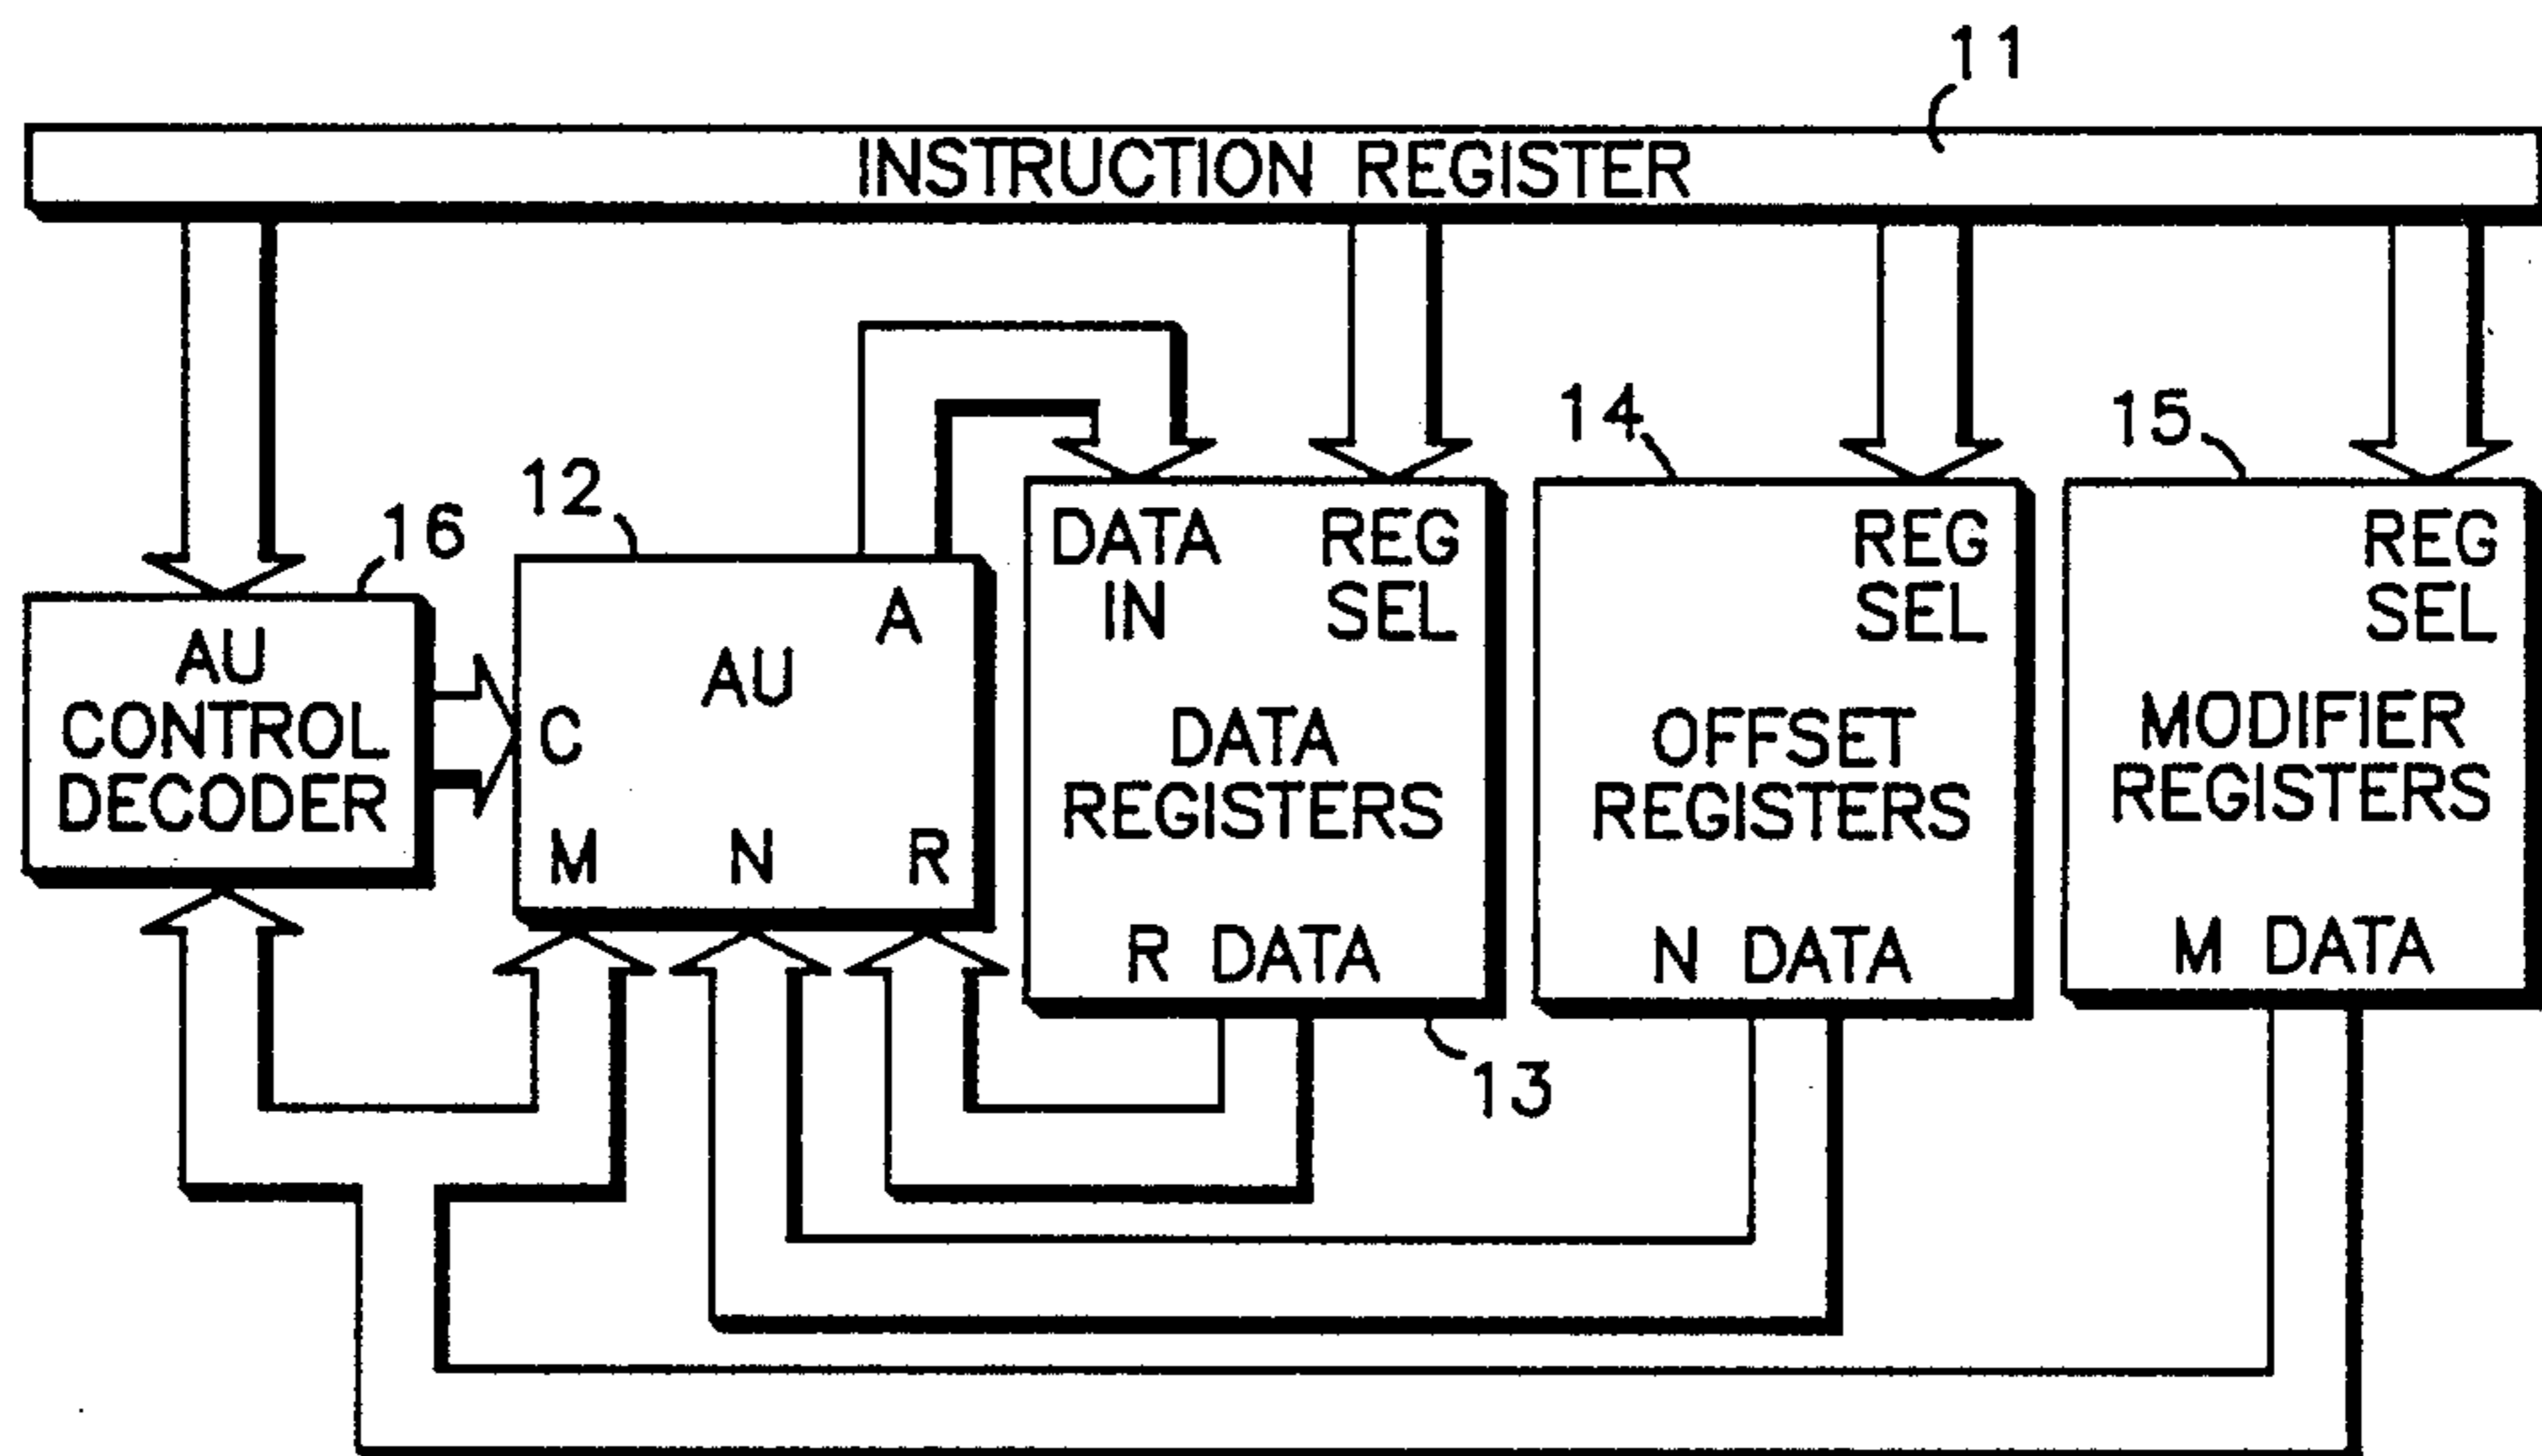 11
INSTRUCTION REGISTER
16
AU
CONTROL
DECODER
12
A
AU
C
M N R
DATA
IN
REG
SEL
DATA
REGISTERS
R DATA
13
14
REG
SEL
OFFSET
REGISTERS
N DATA
15
REG
SEL
MODIFIER
REGISTERS
M DATA